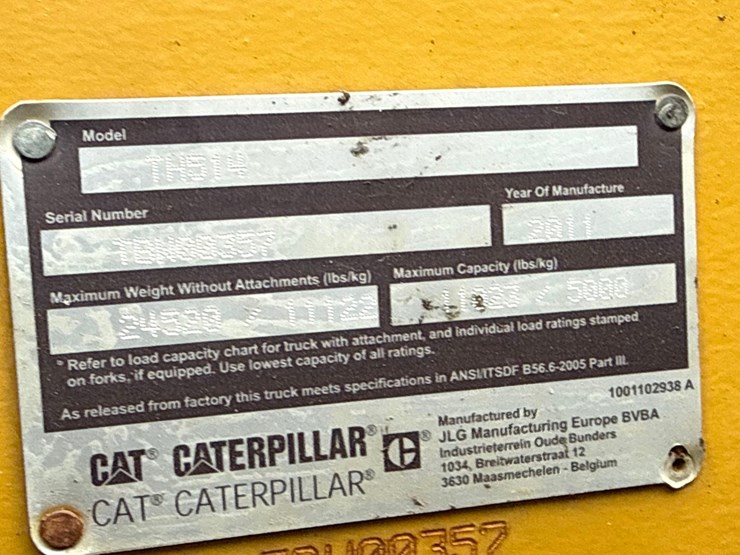 Model
TH514
Serial Number
Year Of Manufacture
2011
Maximum Weight Without Attachments (lbs/kg)
Maximum Capacity (lbs/kg)
24580 / 11122
/ 5000
° Refer to load capacity chart for truck with attachment, and individual load ratings stamped
on forks, if equipped. Use lowest capacity of all ratings.
As released from factory this truck meets specifications in ANSI/ITSDF B56.6-2005 Part III.
1001102938 A
CAT® CATERPILLAR®
CAT® CATERPILLAR®
Manufactured by
JLG Manufacturing Europe BVBA
Industrieterrein Oude Bunders
1034, Breitwaterstraat 12
3630 Maasmechelen - Belgium